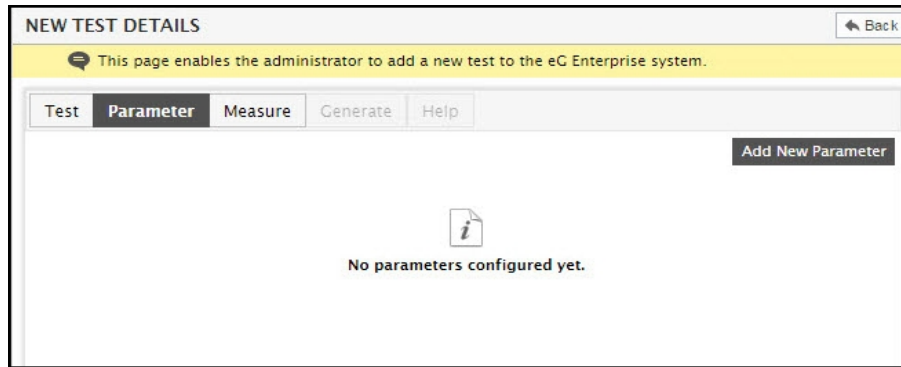 NEW TEST DETAILS
Back
This page enables the administrator to add a new test to the eG Enterprise system.
Test Parameter Measure Generate Help
Add New Parameter
i
No parameters configured yet.